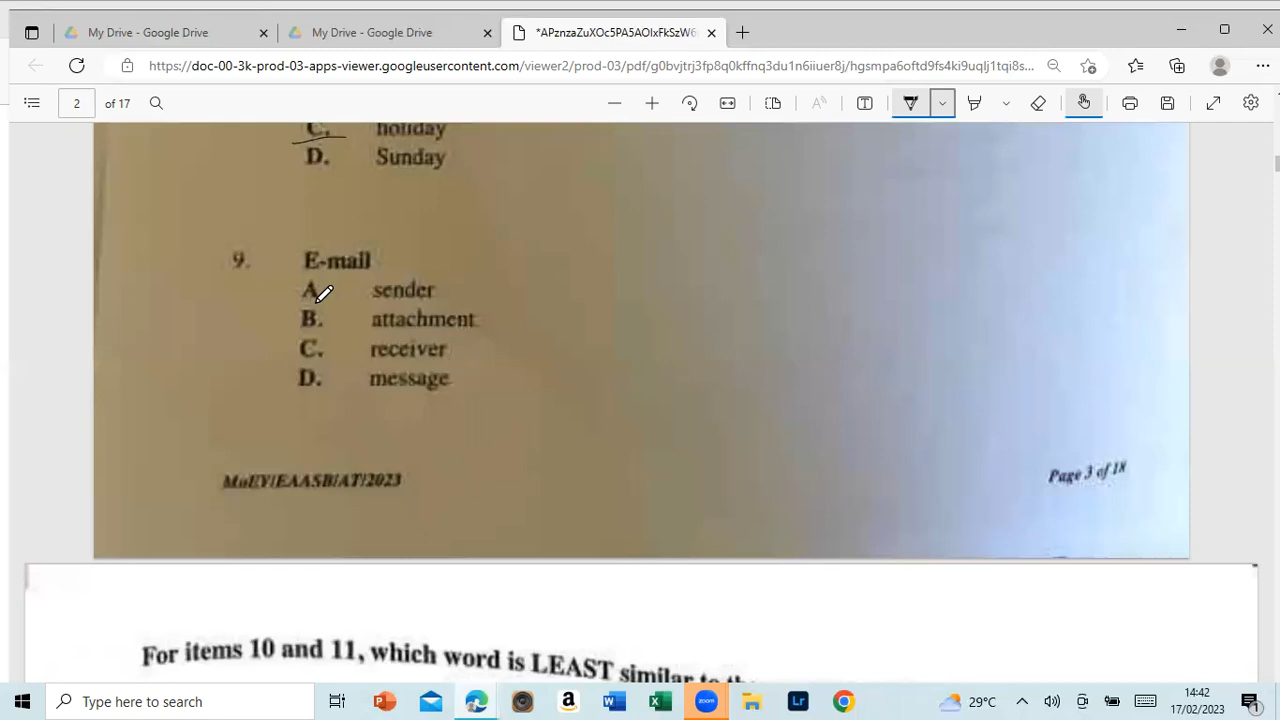 My Drive - Google Drive
My Drive - Google Drive
*APznzaZuXOc5PA5AOIxFkSzW6
https://doc-00-3k-prod-03-apps-viewer.googleusercontent.com/viewer2/prod-03/pdf/g0bvjtrj3fp8q0kffnq3du1n6iiuer8j/hgsmpa6oftd9fs4ki9uqlj1tqi8s...
2 of 17
C. holiday
D. Sunday
9. E-mail
A sender
B. attachment
C. receiver
D. message
MoEY/EAASB/AT/2023
Page 3 of 18
For items 10 and 11, which word is LEAST similar to the
Type here to search
29°C
14:42
17/02/2023